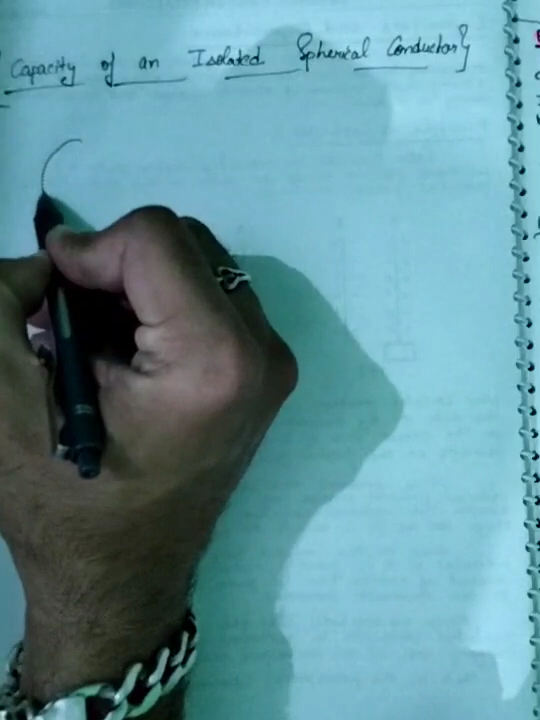 Capacity of an Isolated Spherical Conductor }